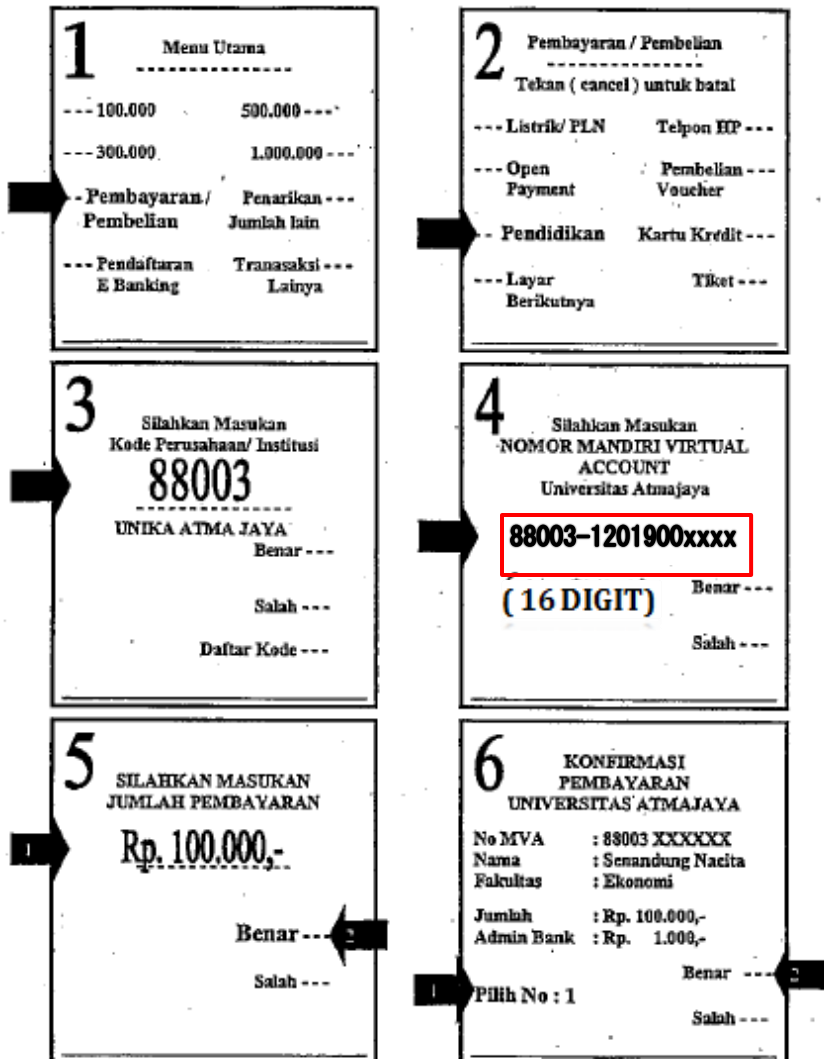 1
Menu Utama
---------------
--- 100.000 500.000 ---
--- 300.000 1.000.000 ---
-- Pembayaran / Penarikan ---
Pembelian Jumlah lain
--- Pendaftaran Tranasaksi ---
E Banking Lainya
2
Pembayaran / Pembelian
---------------
Tekan ( cancel ) untuk batal
--- Listrik/ PLN Telpon HP ---
--- Open Pembelian ---
Payment Voucher
-- Pendidikan Kartu Kredit ---
--- Layar Tiket ---
Berikutnya
3
Silahkan Masukan
Kode Perusahaan/ Institusi
88003
---------------
UNIKA ATMA JAYA
Benar ---
Salah ---
Daftar Kode ---
4
Silahkan Masukan
NOMOR MANDIRI VIRTUAL
ACCOUNT
Universitas Atmajaya
88003-1201900xxxx
( 16 DIGIT)
Benar ---
Salah ---
5
SILAHKAN MASUKAN
JUMLAH PEMBAYARAN
1
Rp. 100.000,-
Benar --- 2
Salah ---
6
KONFIRMASI
PEMBAYARAN
UNIVERSITAS ATMAJAYA
No MVA : 88003 XXXXXX
Nama : Senandung Nacita
Fakultas : Ekonomi
Jumlah : Rp. 100.000,-
Admin Bank : Rp. 1.000,-
Benar --- 2
1 Pilih No : 1
Salah ---